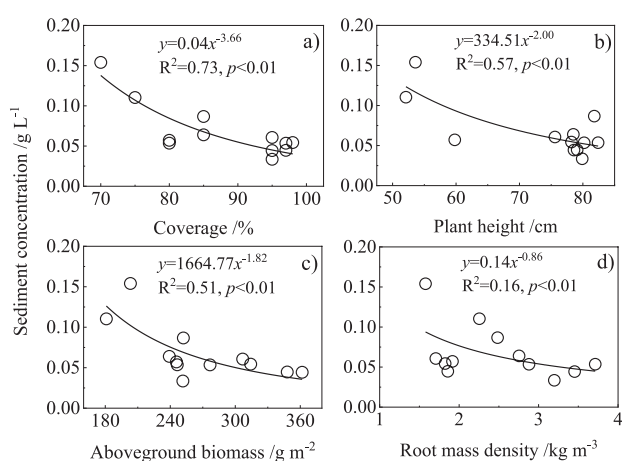 Sediment concentration /g L⁻¹
a)
y=0.04x⁻³·⁶⁶
R²=0.73, p<0.01
0.20
0.15
0.10
0.05
0.00
70 80 90 100
Coverage /%
b)
y=334.51x⁻²·⁰⁰
R²=0.57, p<0.01
0.20
0.15
0.10
0.05
0.00
50 60 70 80
Plant height/cm
c)
y=1664.77x⁻¹·⁸²
R²=0.51, p<0.01
0.20
0.15
0.10
0.05
0.00
180 240 300 360
Aboveground biomass/g m⁻²
d)
y=0.14x⁻⁰·⁸⁶
R²=0.16, p<0.01
0.20
0.15
0.10
0.05
0.00
1 2 3 4
Root mass density /kg m⁻³